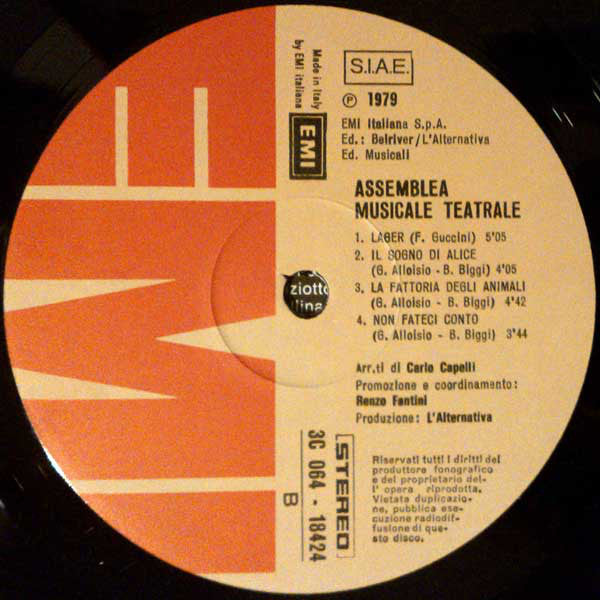 S.I.A.E.
Ⓟ 1979
EMI Italiana S.p.A.
Ed.: Belriver/L'Alternativa
Ed. Musicali
Made in Italy
by EMI italiana
EMI
ASSEMBLEA
MUSICALE TEATRALE
1. LAGER (F. Guccini) 5'05
2. IL SOGNO DI ALICE
(G. Alloisio - B. Biggi) 4'05
3. LA FATTORIA DEGLI ANIMALI
(G. Alloisio - B. Biggi) 4'42
4. NON FATECI CONTO
(G. Alloisio - B. Biggi) 3'44
ziotto
llina
Arr.ti di Carlo Capelli
Promozione e coordinamento:
Renzo Fantini
Produzione: L'Alternativa
STEREO
3C 064 - 18424
B
Riservati tutti i diritti del
produttore fonografico
e del proprietario del-
l' opera riprodotta.
Vietata duplicazio-
ne, pubblica ese-
cuzione radiodif-
fusione di que-
sto disco.
EMI